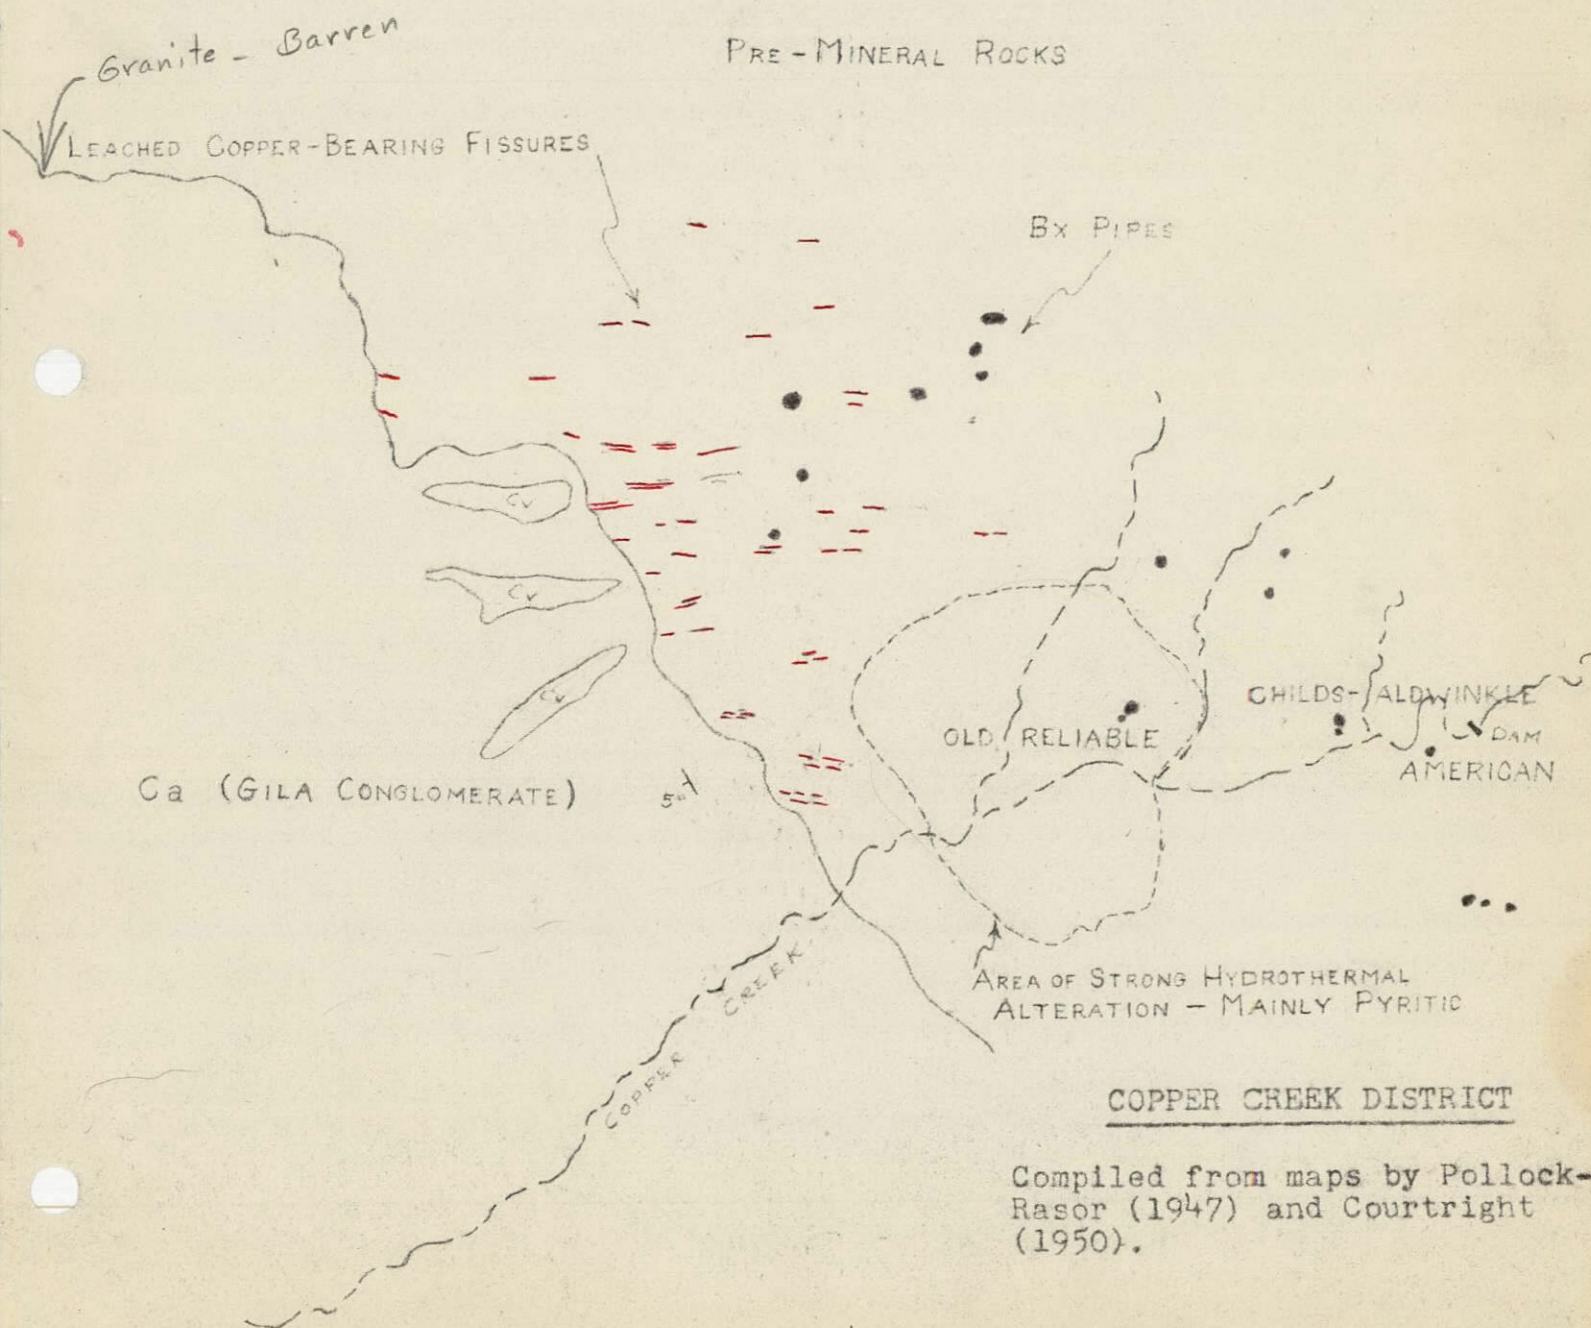 Granite - Barren
PRE-MINERAL ROCKS
LEACHED COPPER-BEARING FISSURES
BX PIPES
Cv
Cv
Cv
CHILDS-ALDWINKLE
OLD RELIABLE
DAM
AMERICAN
Ca (GILA CONGLOMERATE)
COPPER CREEK
AREA OF STRONG HYDROTHERMAL
ALTERATION - MAINLY PYRITIC
COPPER CREEK DISTRICT
Compiled from maps by Pollock-
Rasor (1947) and Courtright
(1950).